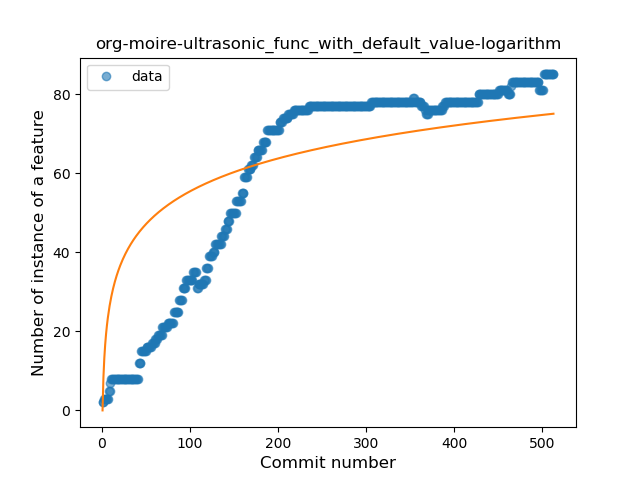 org-moire-ultrasonic_func_with_default_value-logarithm
data
Number of instance of a feature
80
60
40
20
0
0 100 200 300 400 500
Commit number